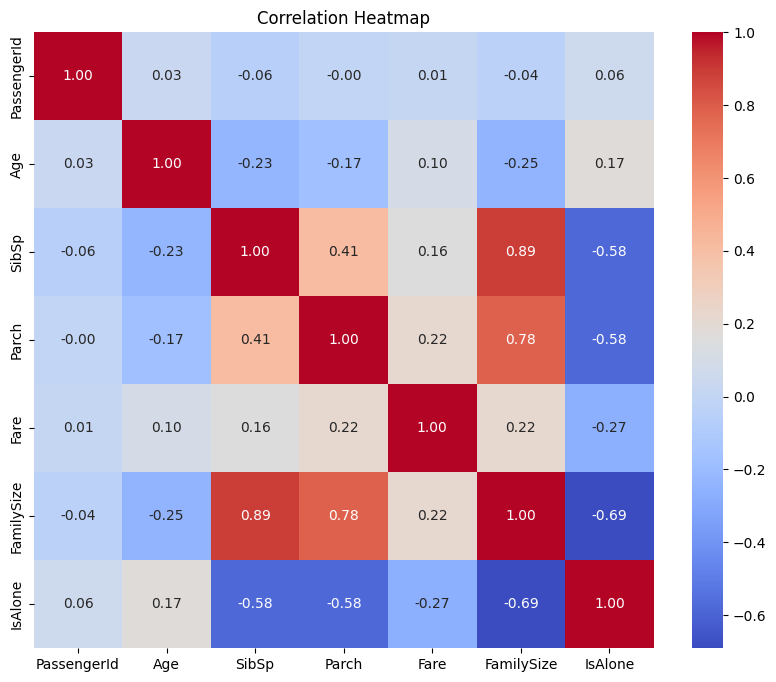 Correlation Heatmap
PassengerId 1.00 0.03 -0.06 -0.00 0.01 -0.04 0.06
Age 0.03 1.00 -0.23 -0.17 0.10 -0.25 0.17
SibSp -0.06 -0.23 1.00 0.41 0.16 0.89 -0.58
Parch -0.00 -0.17 0.41 1.00 0.22 0.78 -0.58
Fare 0.01 0.10 0.16 0.22 1.00 0.22 -0.27
FamilySize -0.04 -0.25 0.89 0.78 0.22 1.00 -0.69
IsAlone 0.06 0.17 -0.58 -0.58 -0.27 -0.69 1.00
PassengerId Age SibSp Parch Fare FamilySize IsAlone
1.0
0.8
0.6
0.4
0.2
0.0
−0.2
−0.4
−0.6